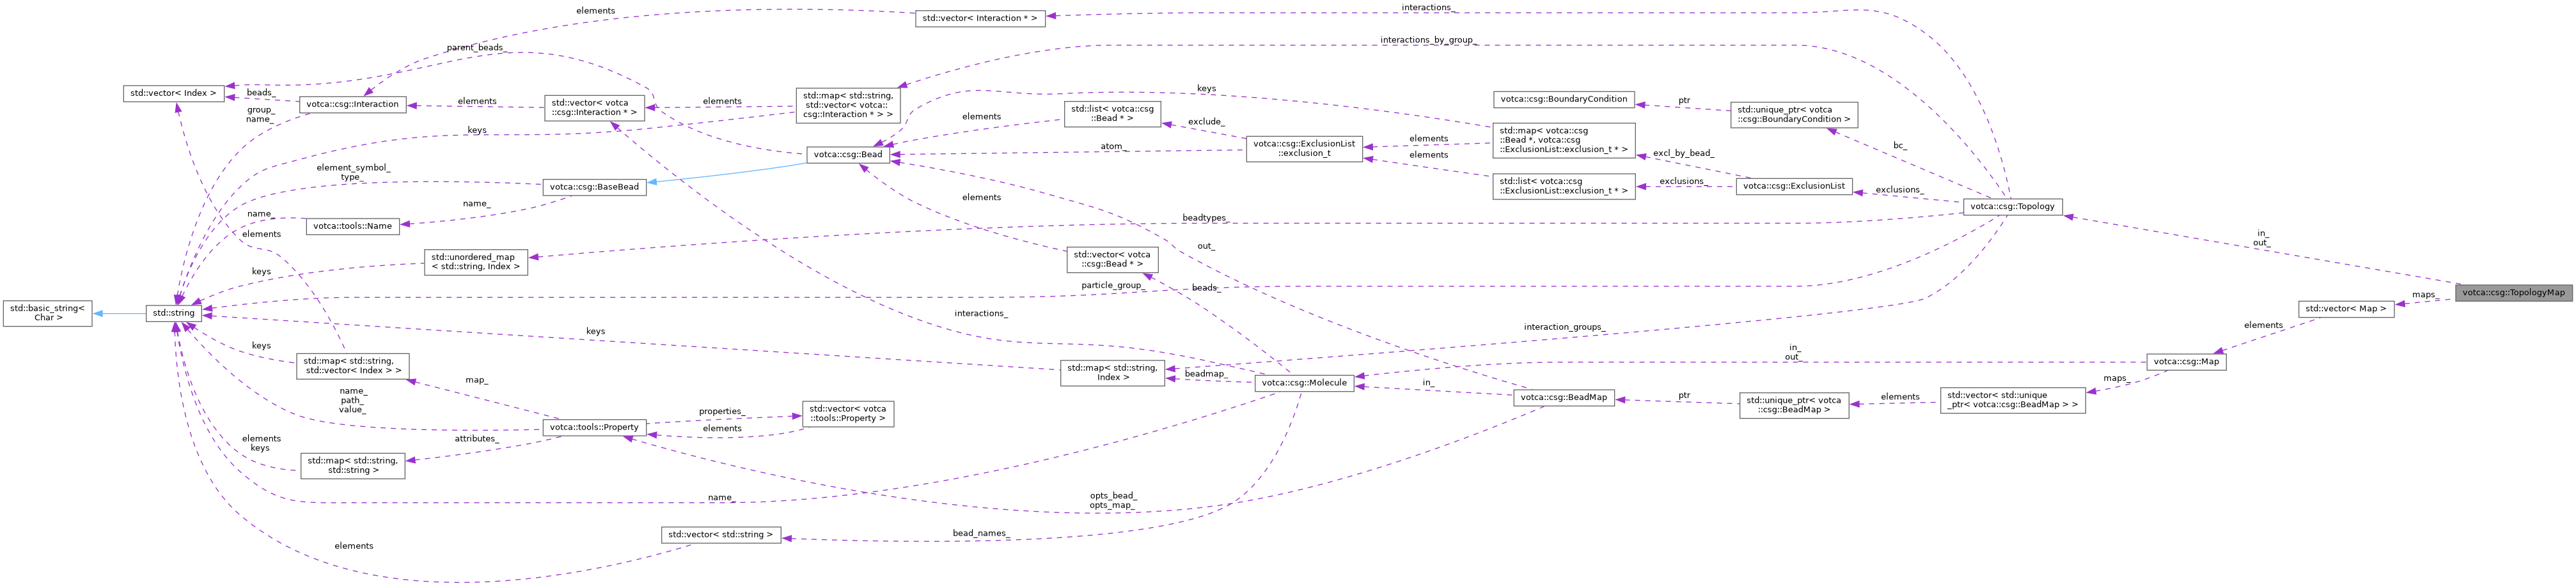 elements
std::vector< Interaction * >
interactions_
parent_beads_
interactions_by_group_
std::vector< Index >
beads_
votca::csg::Interaction
elements
std::vector< votca
::csg::Interaction * >
elements
std::map< std::string,
std::vector< votca::
csg::Interaction * > >
keys
std::list< votca::csg
::Bead * >
votca::csg::BoundaryCondition
ptr
std::unique_ptr< votca
::csg::BoundaryCondition >
group_
name_
keys
elements
exclude_
votca::csg::Bead
atom_
votca::csg::ExclusionList
::exclusion_t
elements
elements
std::map< votca::csg
::Bead *, votca::csg
::ExclusionList::exclusion_t * >
excl_by_bead_
bc_
element_symbol_
type_
votca::csg::BaseBead
std::list< votca::csg
::ExclusionList::exclusion_t * >
exclusions_
votca::csg::ExclusionList
exclusions_
name_
name_
votca::tools::Name
elements
votca::csg::Topology
beadtypes_
elements
std::unordered_map
< std::string, Index >
keys
std::vector< votca
::csg::Bead * >
out_
in_
out_
particle_group_
beads_
votca::csg::TopologyMap
maps_
std::vector< Map >
std::basic_string<
Char >
std::string
interactions_
keys
interaction_groups_
elements
keys
std::map< std::string,
std::vector< Index > >
std::map< std::string,
Index >
beadmap_
votca::csg::Molecule
in_
out_
votca::csg::Map
map_
in_
votca::csg::BeadMap
ptr
std::unique_ptr< votca
::csg::BeadMap >
elements
std::vector< std::unique
_ptr< votca::csg::BeadMap > >
maps_
name_
path_
value_
votca::tools::Property
properties_
elements
std::vector< votca
::tools::Property >
attributes_
elements
keys
std::map< std::string,
std::string >
name_
opts_bead_
opts_map_
std::vector< std::string >
bead_names_
elements